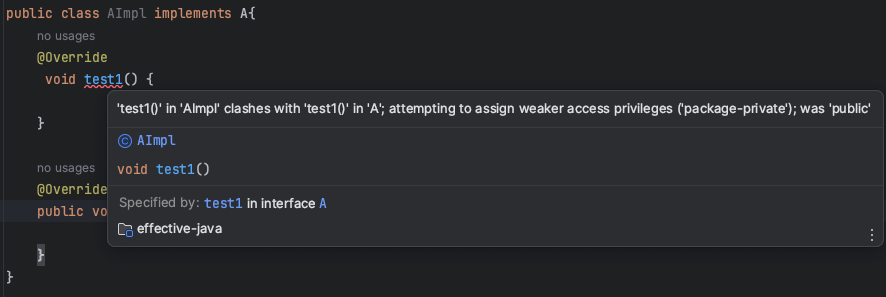 public class AImpl implements A{
no usages
@Override
void test1() {
'test1()' in 'AImpl' clashes with 'test1()' in 'A'; attempting to assign weaker access privileges ('package-private'); was 'public'
}
AImpl
void test1()
no usages
@Override
Specified by: test1 in interface A
public vo
effective-java
}
}